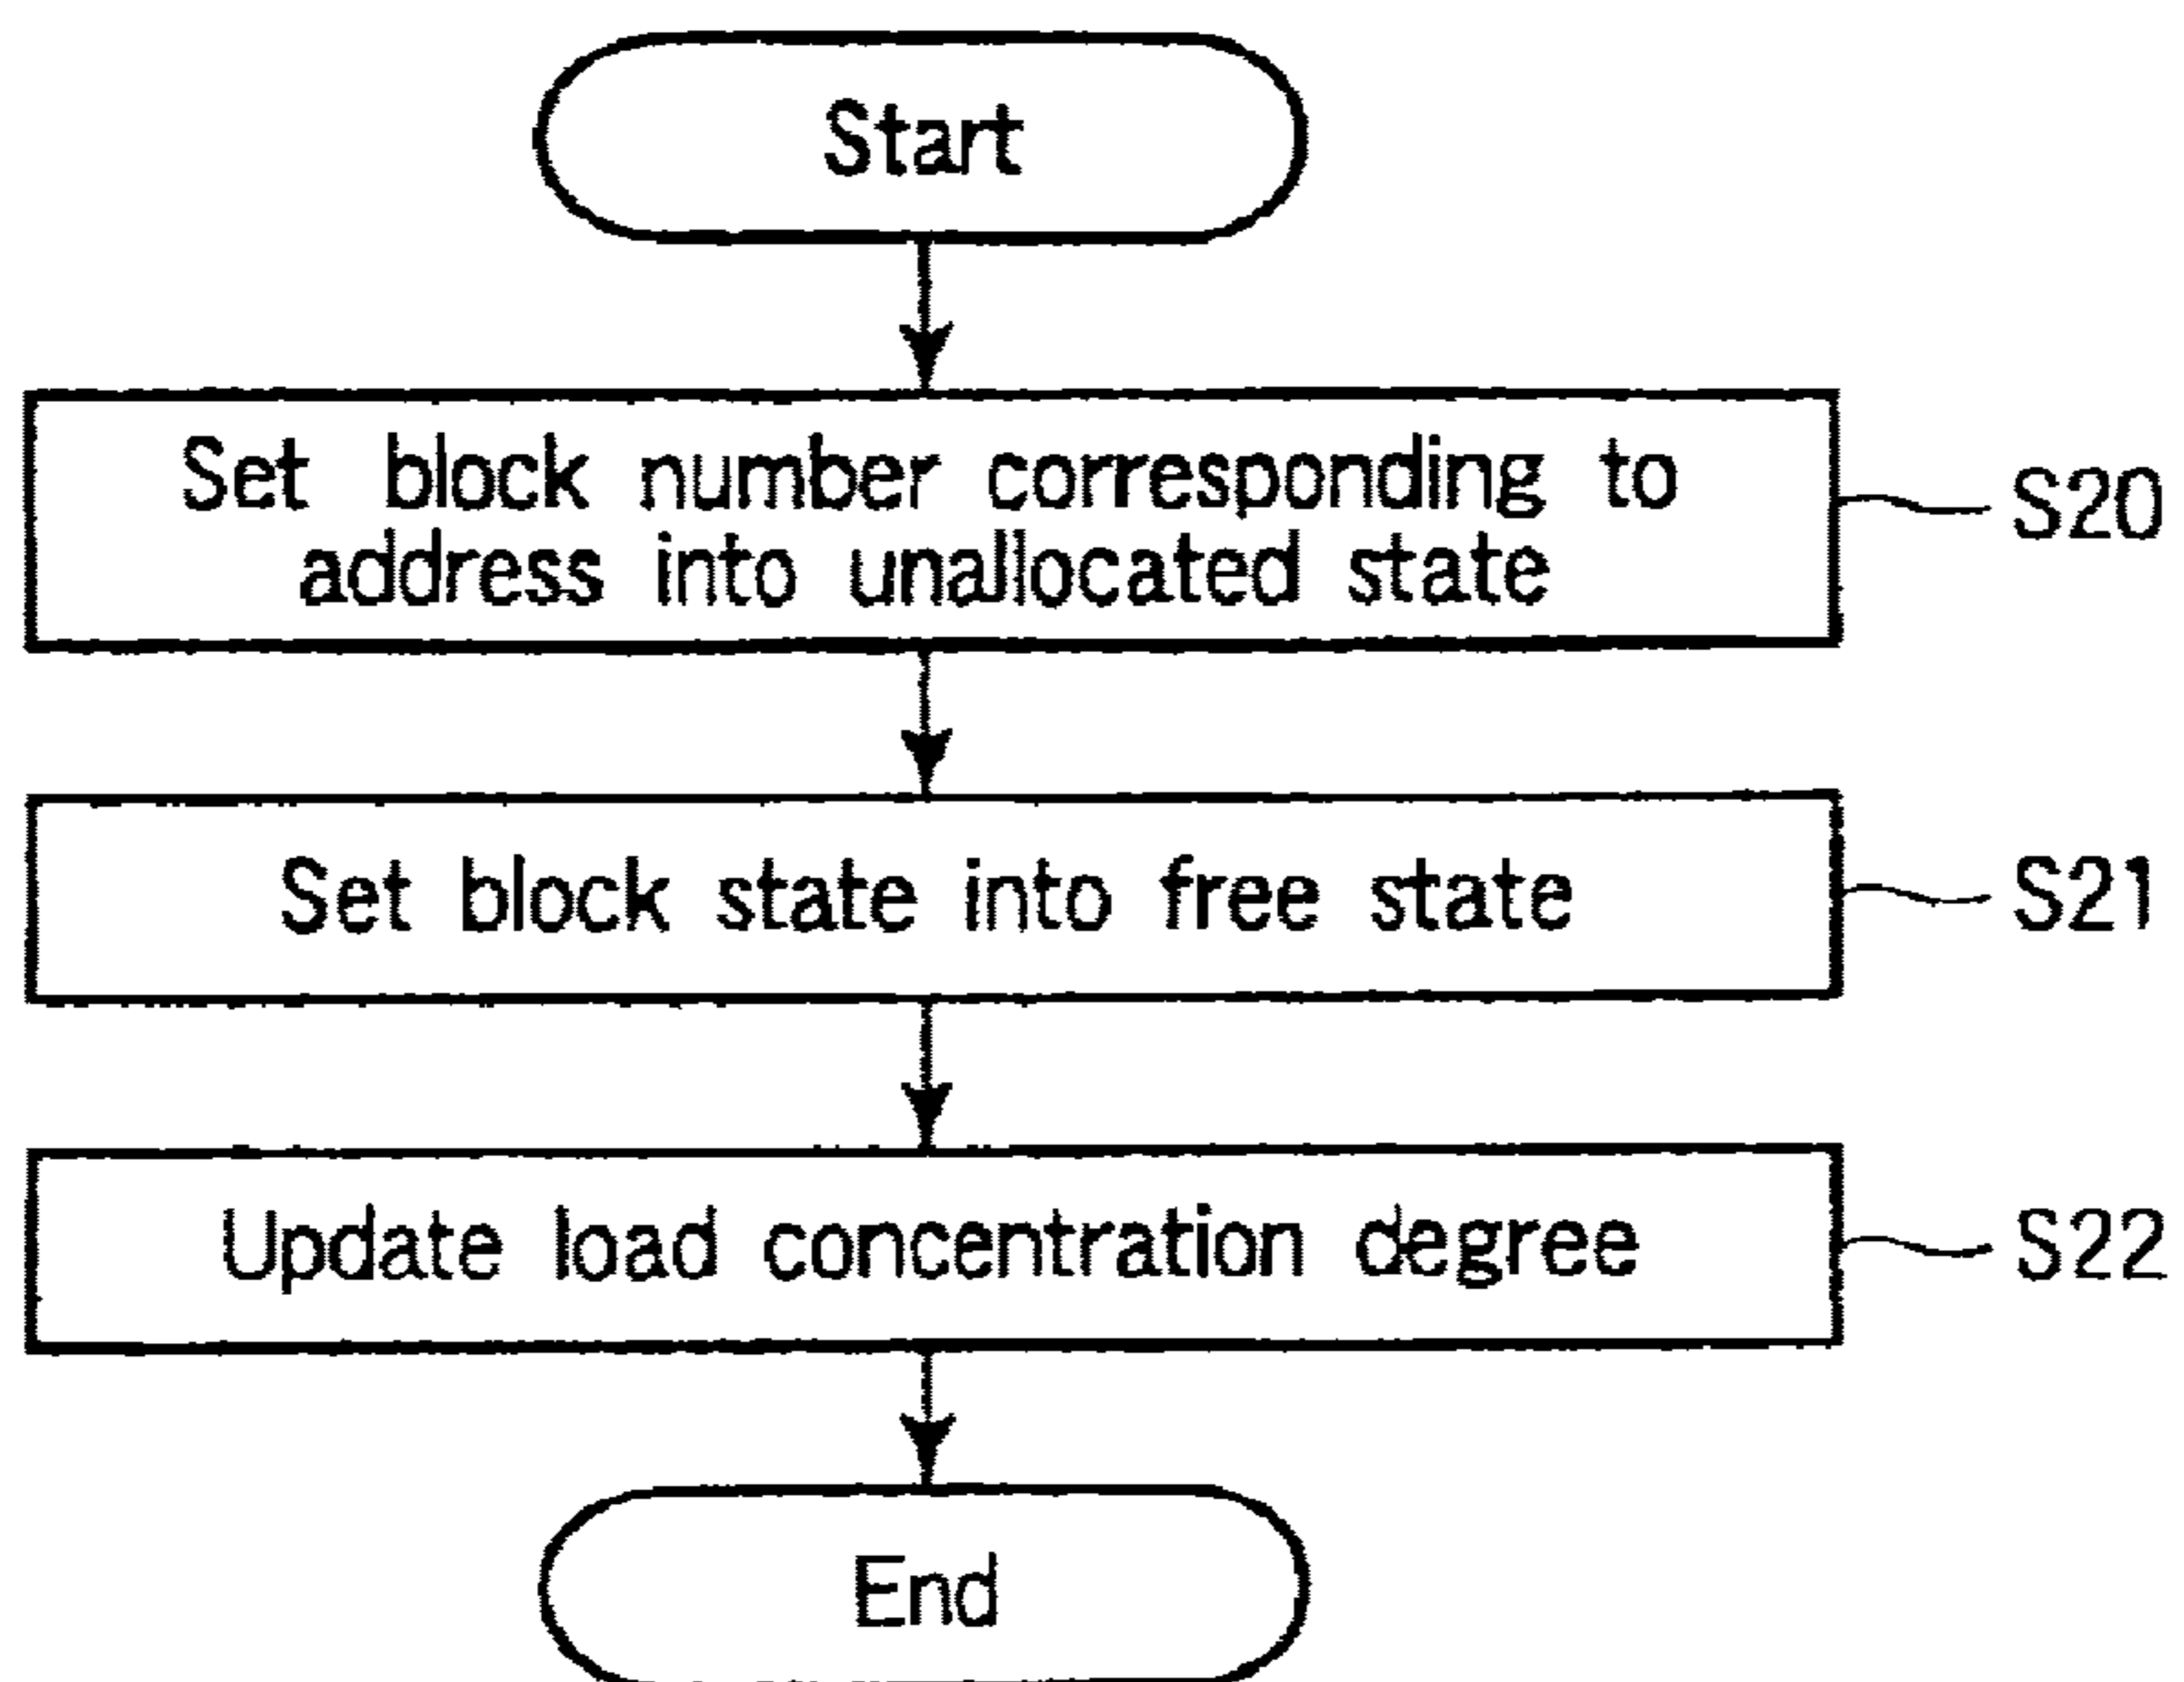 Start
Set block number corresponding to
address into unallocated state
S20
Set block state into free state
S21
Update load concentration degree
S22
End